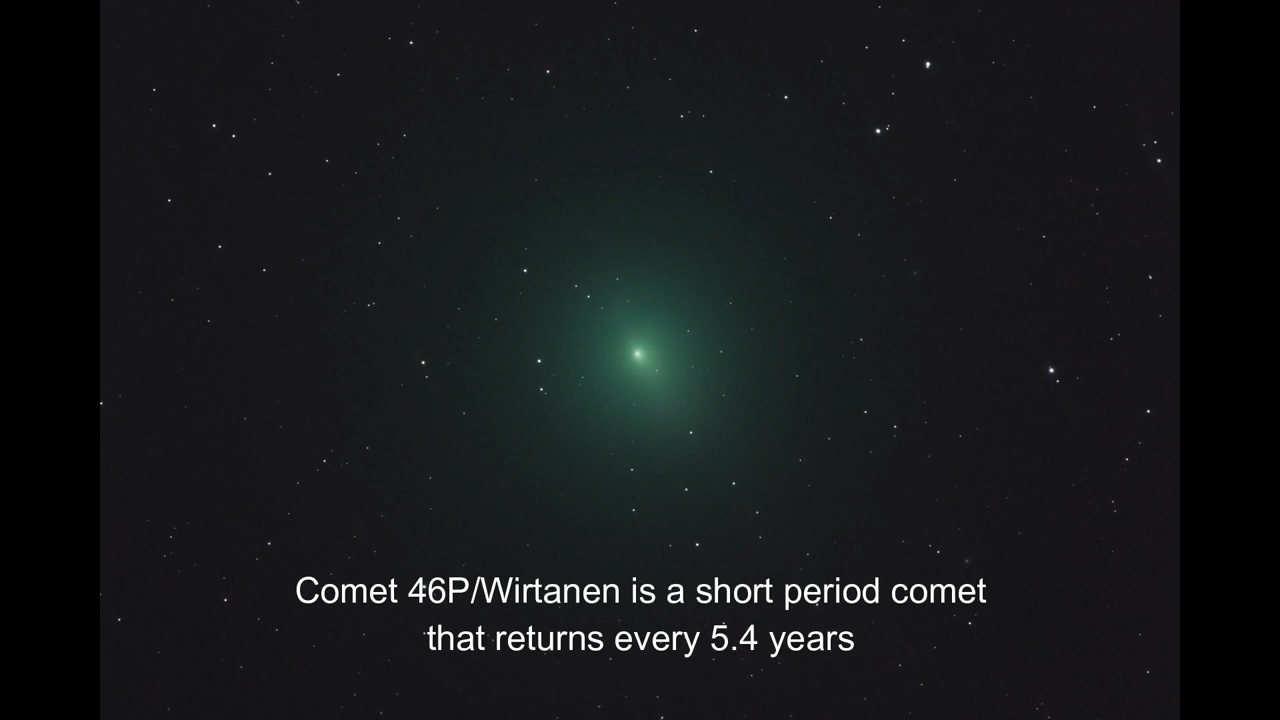 Comet 46P/Wirtanen is a short period comet
that returns every 5.4 years